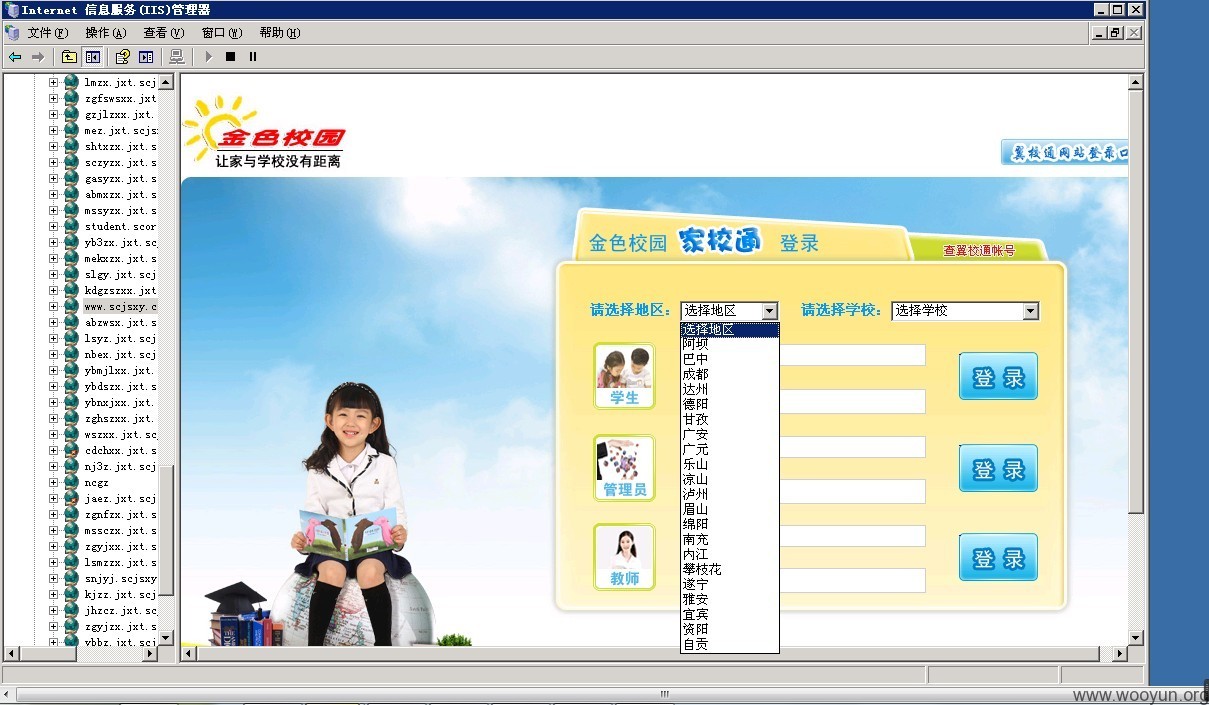 Internet 信息服务(IIS)管理器
文件(F) 操作(A) 查看(V) 窗口(W) 帮助(H)
lmzx.jxt.scj
zgfswsxx.jxt
gzjlzxx.jxt.
mez.jxt.scjs:
shtxzx.jxt.s
sczyzx.jxt.s
gasyzx.jxt.s
abmxzx.jxt.s
mssyzx.jxt.s
student.scor
yb3zx.jxt.sc
mekxzx.jxt.s
slgy.jxt.scj
kdgzszxx.jxt
www.scjsxy.c
abzwsx.jxt.s
lsyz.jxt.scj
nbex.jxt.scj
ybmjlxx.jxt.
ybdszx.jxt.s
ybnxjxx.jxt.
zghszxx.jxt.
wszxx.jxt.sc
cdchxx.jxt.s
nj3z.jxt.scj
ncgz
jaez.jxt.scj
zgnfzx.jxt.s
mssczx.jxt.s
zgyjxx.jxt.s
lsmzzx.jxt.s
snjyj.scjsxy
kjzz.jxt.scj
jhzcz.jxt.sc
zgyjzx.jxt.s
ybbz.jxt.scj
金色校园
让家与学校没有距离
翼校通网站登录口
金色校园 家校通 登录
查翼校通帐号
请选择地区: 选择地区 请选择学校: 选择学校
选择地区
阿坝
巴中
成都
达州
德阳
甘孜
广安
广元
乐山
凉山
泸州
眉山
绵阳
南充
内江
攀枝花
遂宁
雅安
宜宾
资阳
自贡
学生
登录
管理员
登录
教师
登录
www.wooyun.org